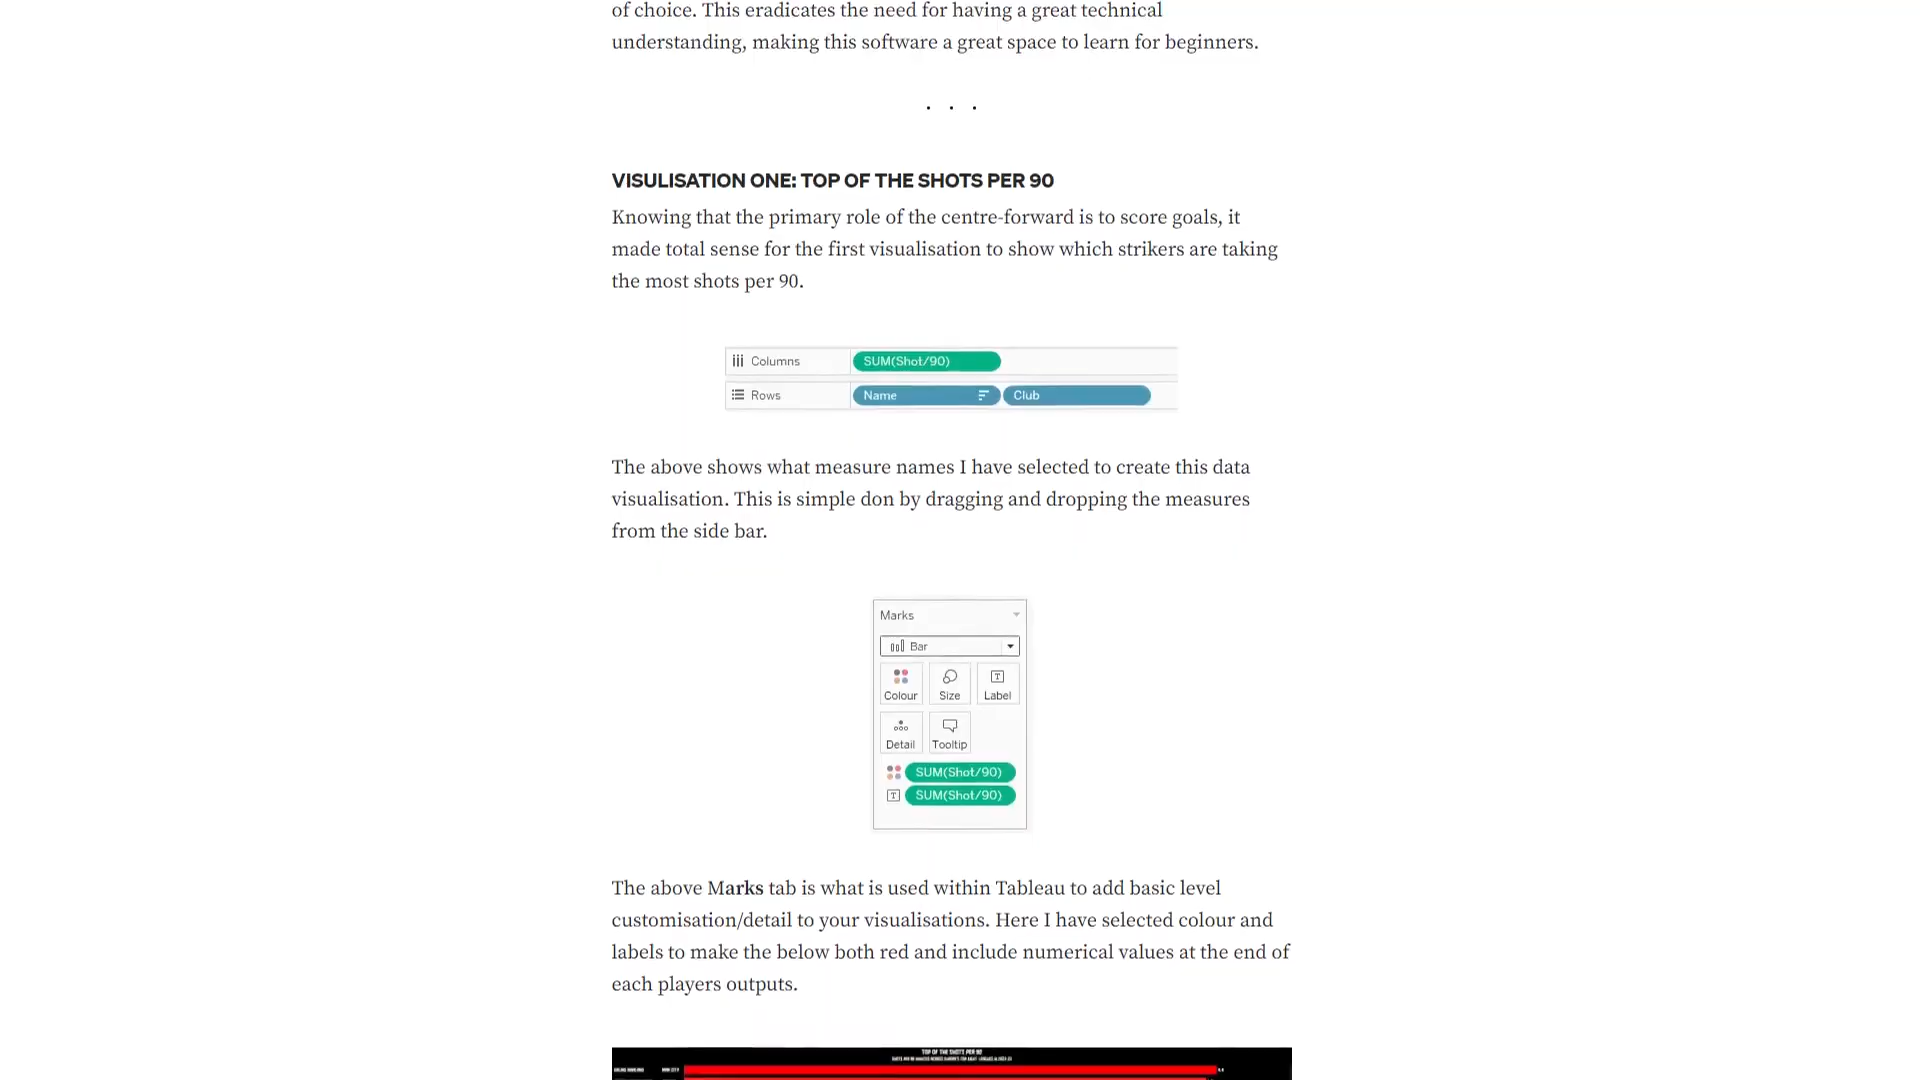 of choice. This eradicates the need for having a great technical
understanding, making this software a great space to learn for beginners.
. . .
VISULISATION ONE: TOP OF THE SHOTS PER 90
Knowing that the primary role of the centre-forward is to score goals, it
made total sense for the first visualisation to show which strikers are taking
the most shots per 90.
Columns SUM(Shot/90)
Rows Name Club
The above shows what measure names I have selected to create this data
visualisation. This is simple don by dragging and dropping the measures
from the side bar.
Marks
Bar
Colour Size Label
Detail Tooltip
SUM(Shot/90)
SUM(Shot/90)
The above Marks tab is what is used within Tableau to add basic level
customisation/detail to your visualisations. Here I have selected colour and
labels to make the below both red and include numerical values at the end of
each players outputs.
TOP OF THE SHOTS PER 90